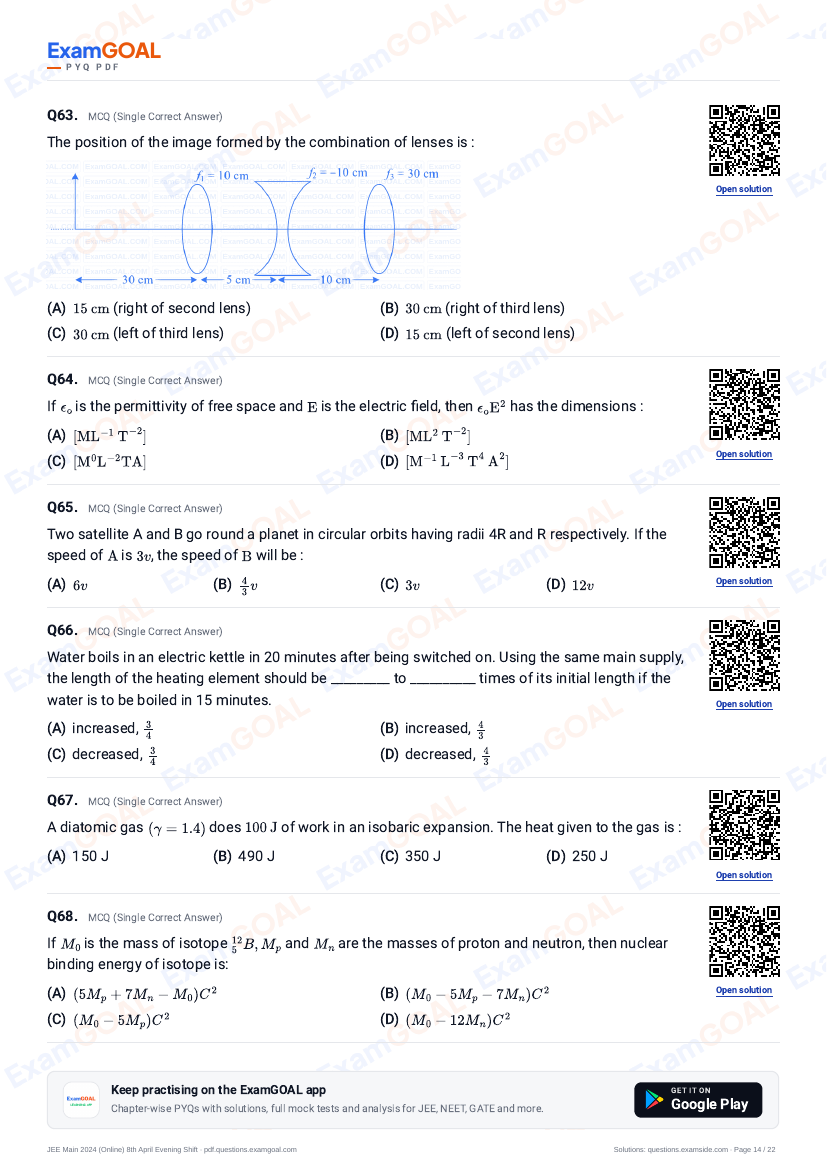 ExamGOAL
PYQ PDF
Q63. MCQ (Single Correct Answer)
The position of the image formed by the combination of lenses is :
f₁ = 10 cm f₂ = −10 cm f₃ = 30 cm
30 cm 5 cm 10 cm
(A) 15 cm (right of second lens) (B) 30 cm (right of third lens)
(C) 30 cm (left of third lens) (D) 15 cm (left of second lens)
Open solution
Q64. MCQ (Single Correct Answer)
If ϵₒ is the permittivity of free space and E is the electric field, then ϵₒE² has the dimensions :
(A) [ML⁻¹ T⁻²] (B) [ML² T⁻²]
(C) [M⁰L⁻²TA] (D) [M⁻¹ L⁻³ T⁴ A²]
Open solution
Q65. MCQ (Single Correct Answer)
Two satellite A and B go round a planet in circular orbits having radii 4R and R respectively. If the
speed of A is 3v, the speed of B will be :
(A) 6v (B) 4/3 v (C) 3v (D) 12v
Open solution
Q66. MCQ (Single Correct Answer)
Water boils in an electric kettle in 20 minutes after being switched on. Using the same main supply,
the length of the heating element should be ________ to _________ times of its initial length if the
water is to be boiled in 15 minutes.
(A) increased, 3/4 (B) increased, 4/3
(C) decreased, 3/4 (D) decreased, 4/3
Open solution
Q67. MCQ (Single Correct Answer)
A diatomic gas (γ = 1.4) does 100 J of work in an isobaric expansion. The heat given to the gas is :
(A) 150 J (B) 490 J (C) 350 J (D) 250 J
Open solution
Q68. MCQ (Single Correct Answer)
If M₀ is the mass of isotope ¹²₅B, Mₚ and Mₙ are the masses of proton and neutron, then nuclear
binding energy of isotope is:
(A) (5Mₚ + 7Mₙ − M₀)C² (B) (M₀ − 5Mₚ − 7Mₙ)C²
(C) (M₀ − 5Mₚ)C² (D) (M₀ − 12Mₙ)C²
Open solution
ExamGOAL
Keep practising on the ExamGOAL app
Chapter-wise PYQs with solutions, full mock tests and analysis for JEE, NEET, GATE and more.
GET IT ON
Google Play
JEE Main 2024 (Online) 8th April Evening Shift · pdf.questions.examgoal.com Solutions: questions.examside.com · Page 14 / 22